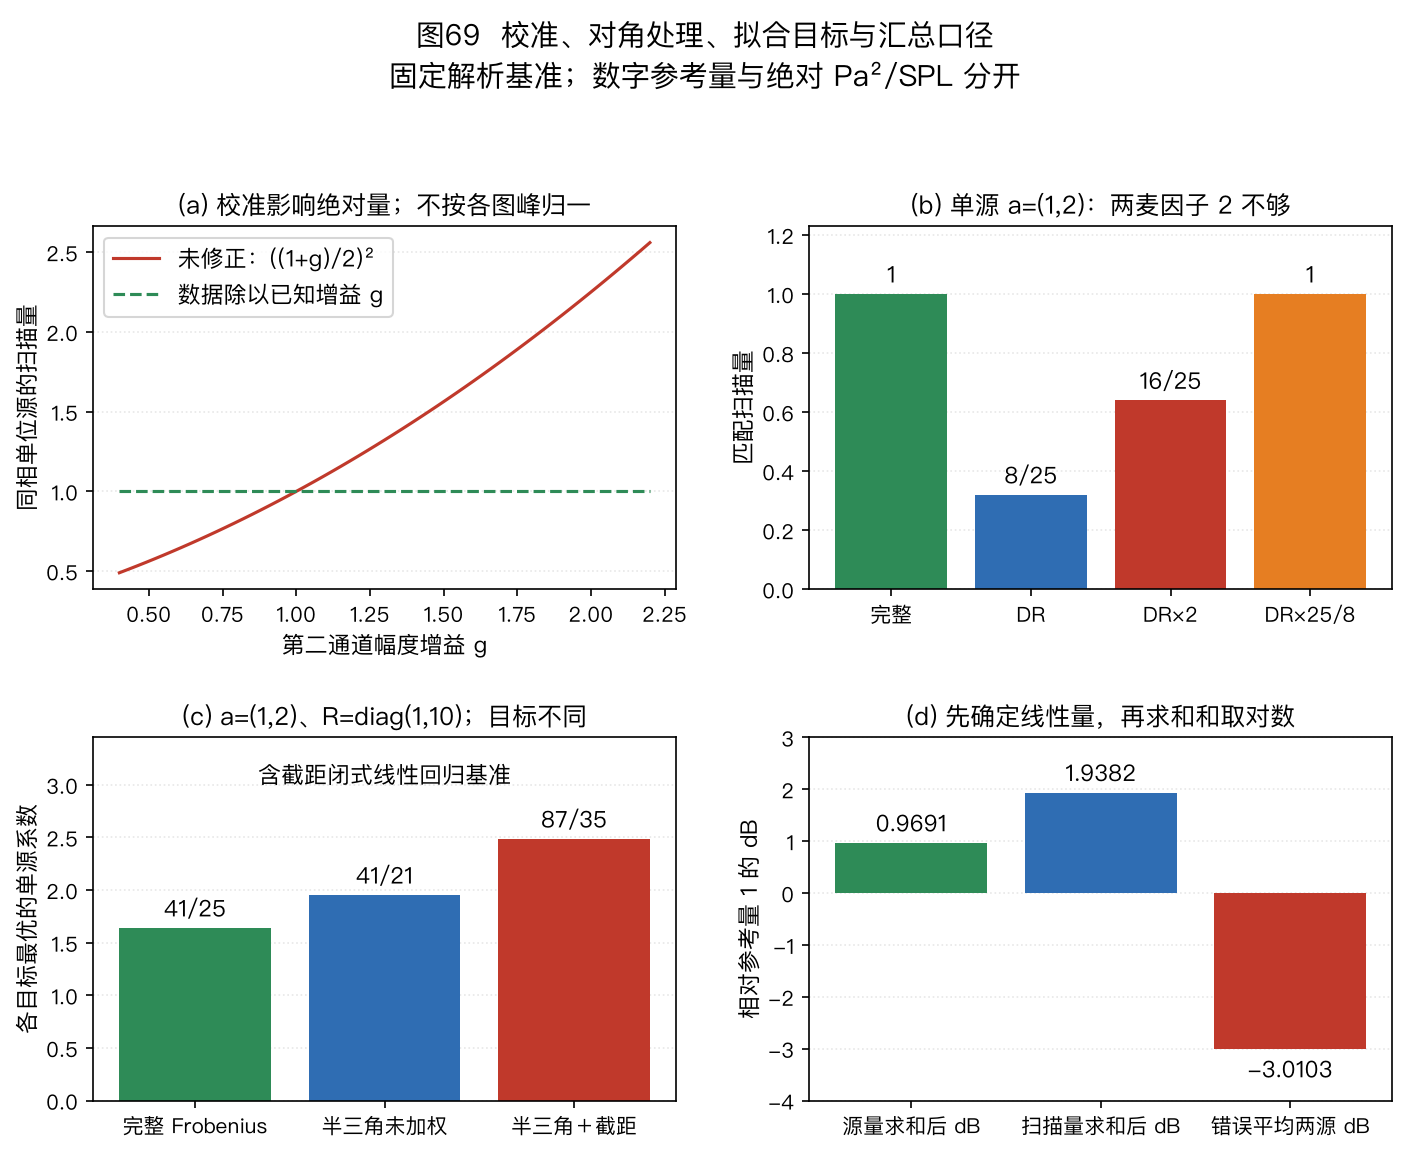 图69 校准、对角处理、拟合目标与汇总口径
固定解析基准；数字参考量与绝对 Pa²/SPL 分开
(a) 校准影响绝对量；不按各图峰归一
未修正：((1+g)/2)²
数据除以已知增益 g
同相单位源的扫描量
2.5
2.0
1.5
1.0
0.5
0.50 0.75 1.00 1.25 1.50 1.75 2.00 2.25
第二通道幅度增益 g
(b) 单源 a=(1,2)：两麦因子 2 不够
匹配扫描量
1.2
1.0
0.8
0.6
0.4
0.2
0.0
1
8/25
16/25
1
完整 DR DR×2 DR×25/8
(c) a=(1,2)、R=diag(1,10)；目标不同
含截距闭式线性回归基准
各目标最优的单源系数
3.0
2.5
2.0
1.5
1.0
0.5
0.0
41/25
41/21
87/35
完整 Frobenius 半三角未加权 半三角＋截距
(d) 先确定线性量，再求和和取对数
相对参考量 1 的 dB
3
2
1
0
−1
−2
−3
−4
0.9691
1.9382
−3.0103
源量求和后 dB 扫描量求和后 dB 错误平均两源 dB